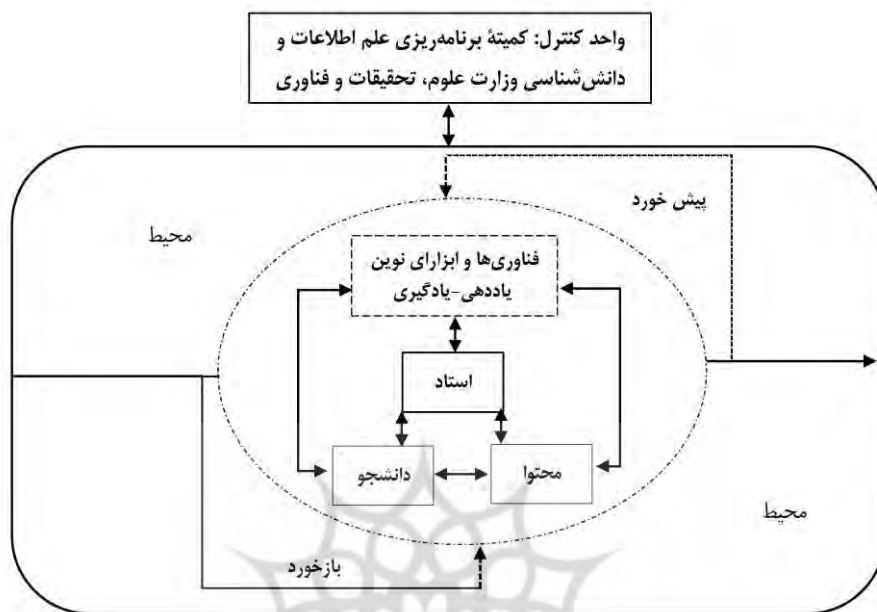 واحد کنترل: کمیتهٔ برنامه‌ریزی علم اطلاعات و
دانش‌شناسی وزارت علوم، تحقیقات و فناوری
پیش خورد
محیط
فناوری‌ها و ابزارای نوین
یاددهی-یادگیری
استاد
محتوا
دانشجو
محیط
بازخورد